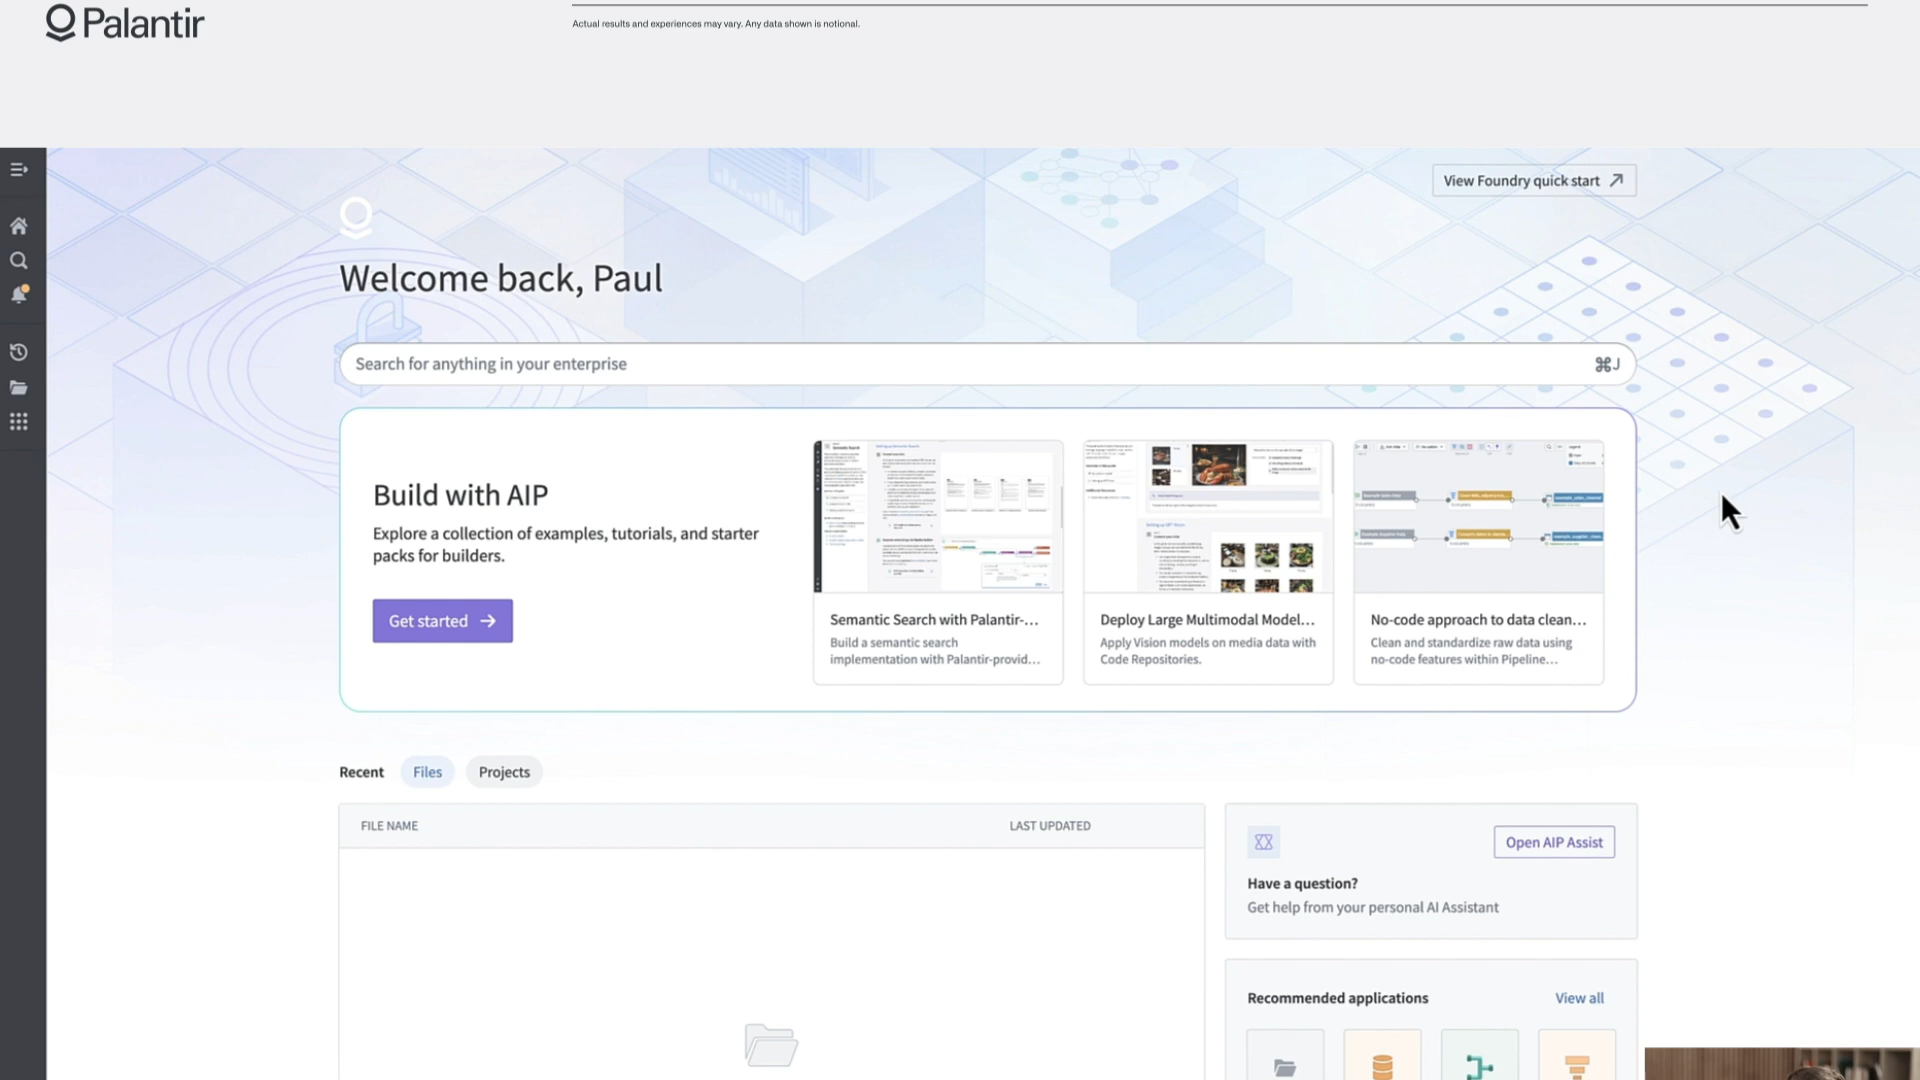 Palantir
Actual results and experiences may vary. Any data shown is notional.
View Foundry quick start
Welcome back, Paul
Search for anything in your enterprise
⌘J
Build with AIP
Explore a collection of examples, tutorials, and starter
packs for builders.
Get started
Semantic Search with Palantir-...
Build a semantic search
implementation with Palantir-provid...
Deploy Large Multimodal Model...
Apply Vision models on media data with
Code Repositories.
No-code approach to data clean...
Clean and standardize raw data using
no-code features within Pipeline...
Recent
Files
Projects
FILE NAME
LAST UPDATED
Open AIP Assist
Have a question?
Get help from your personal AI Assistant
Recommended applications
View all